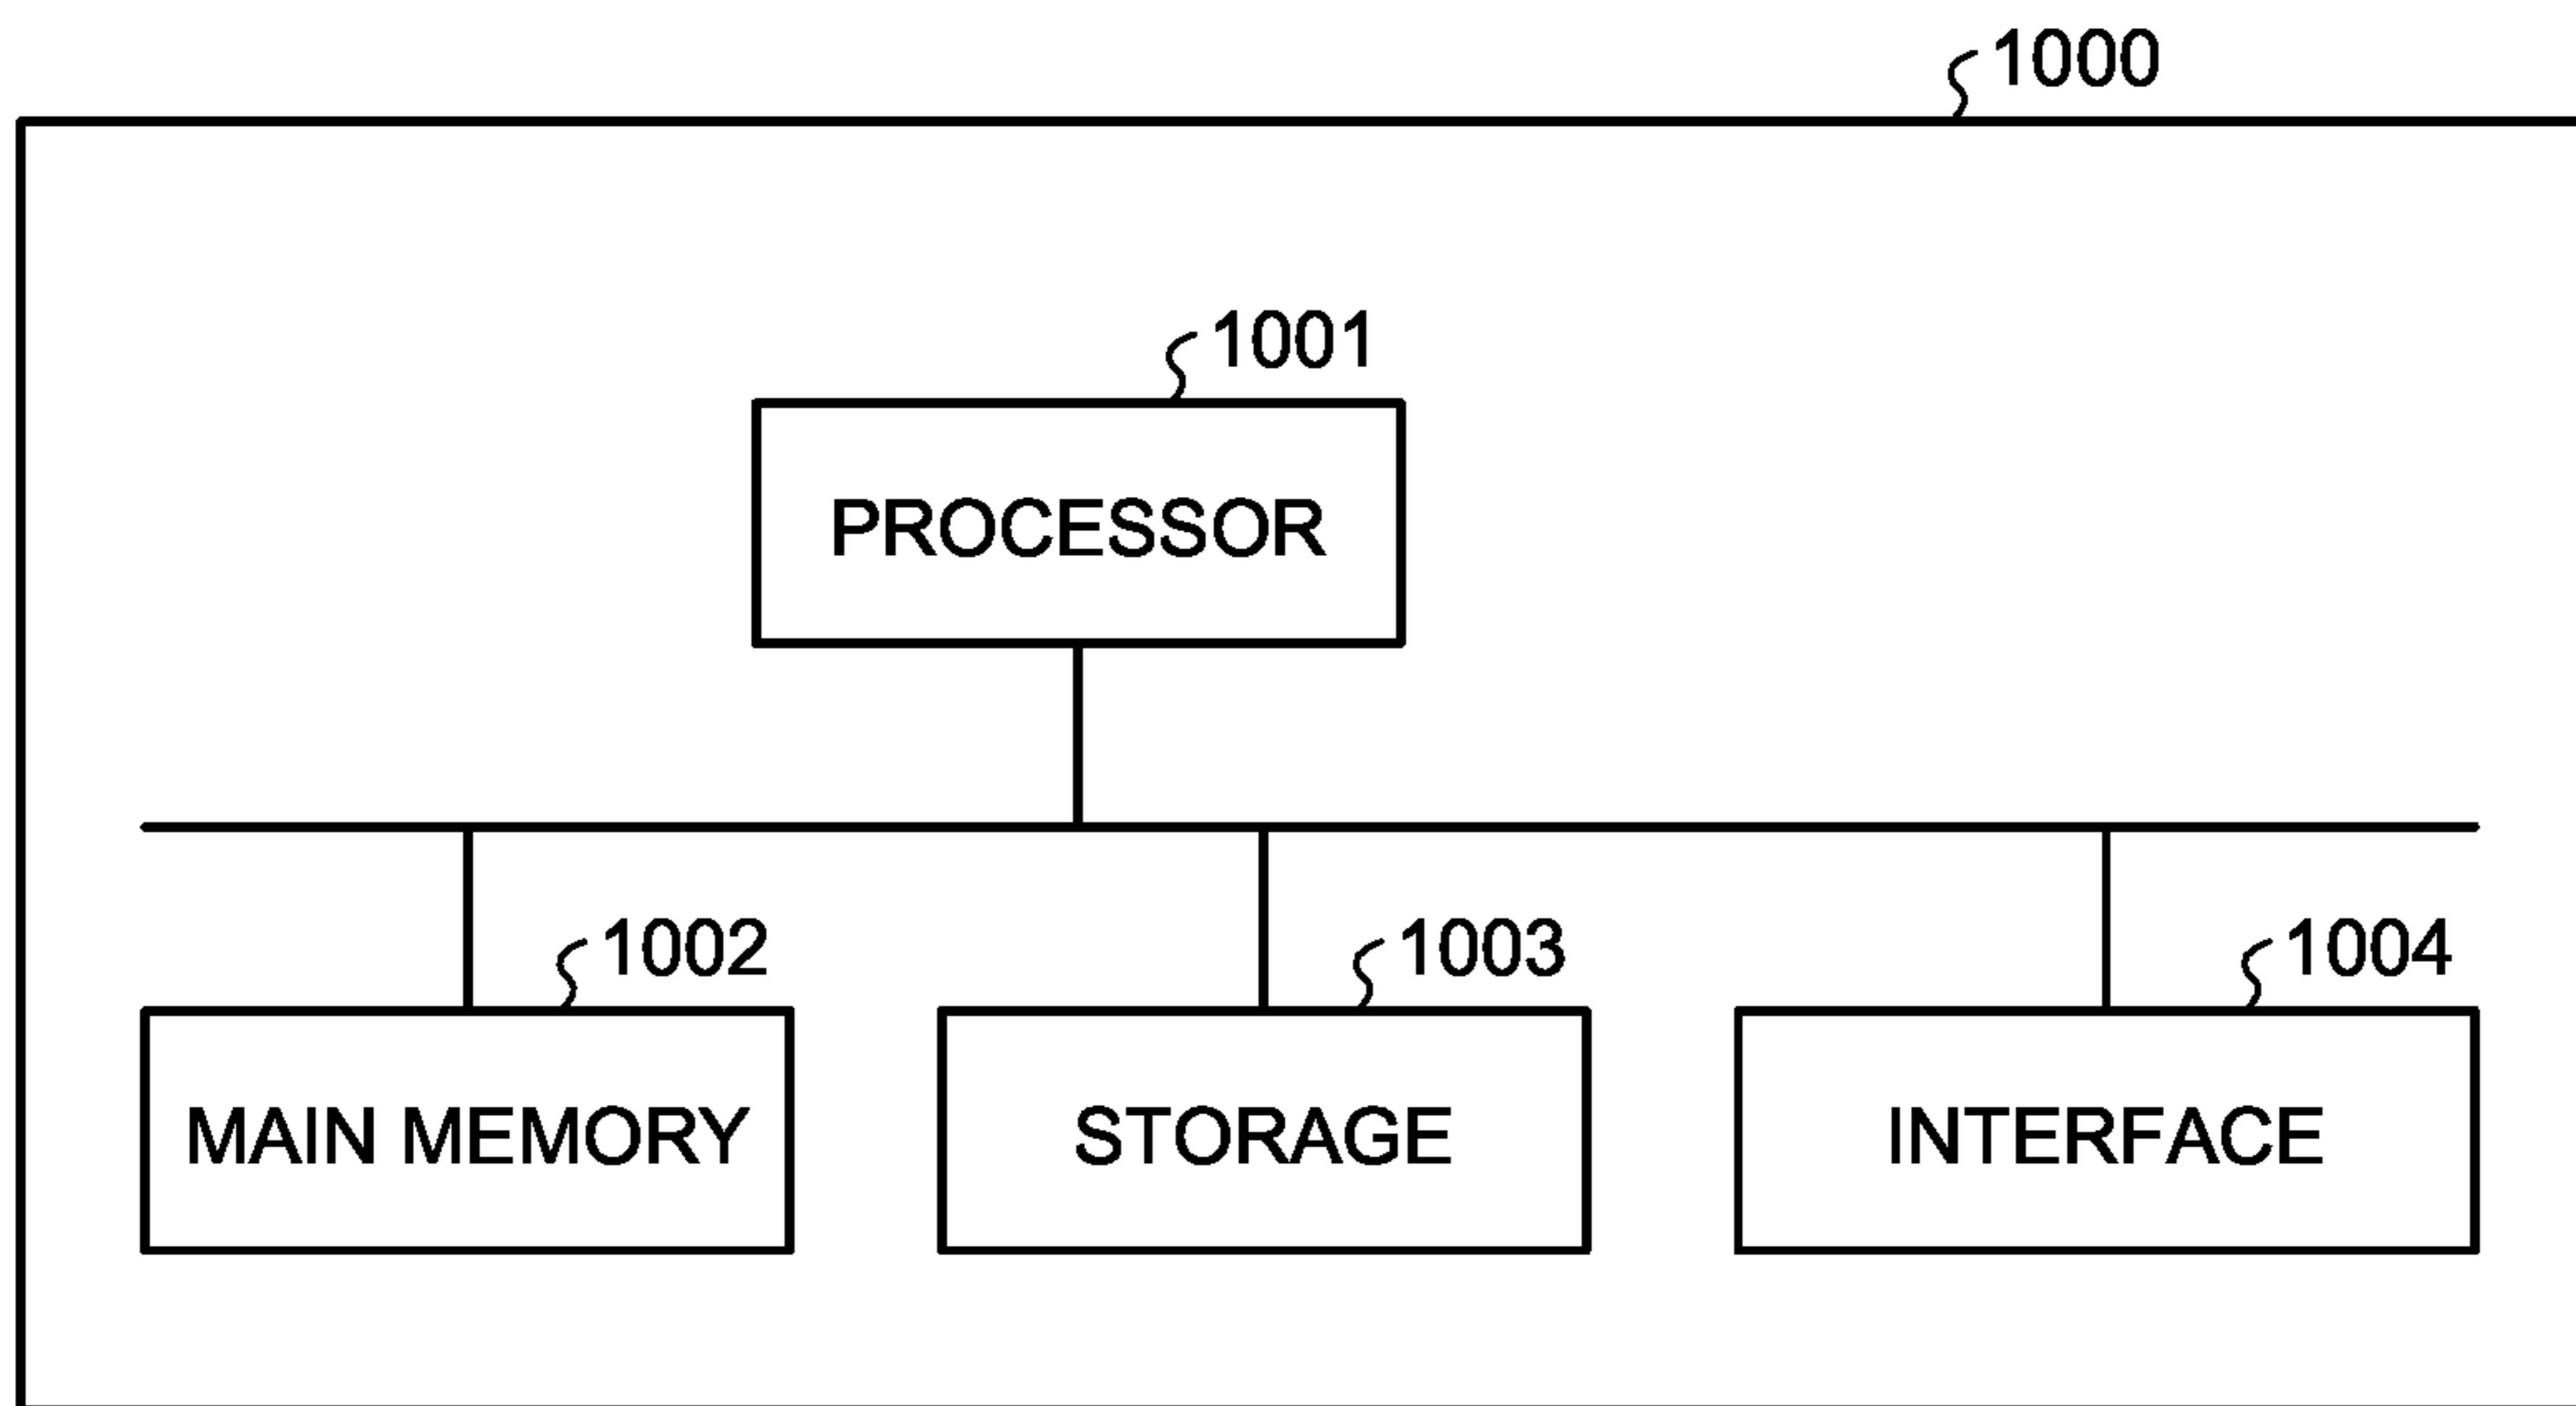 1000
1001
PROCESSOR
1002
1003
1004
MAIN MEMORY
STORAGE
INTERFACE